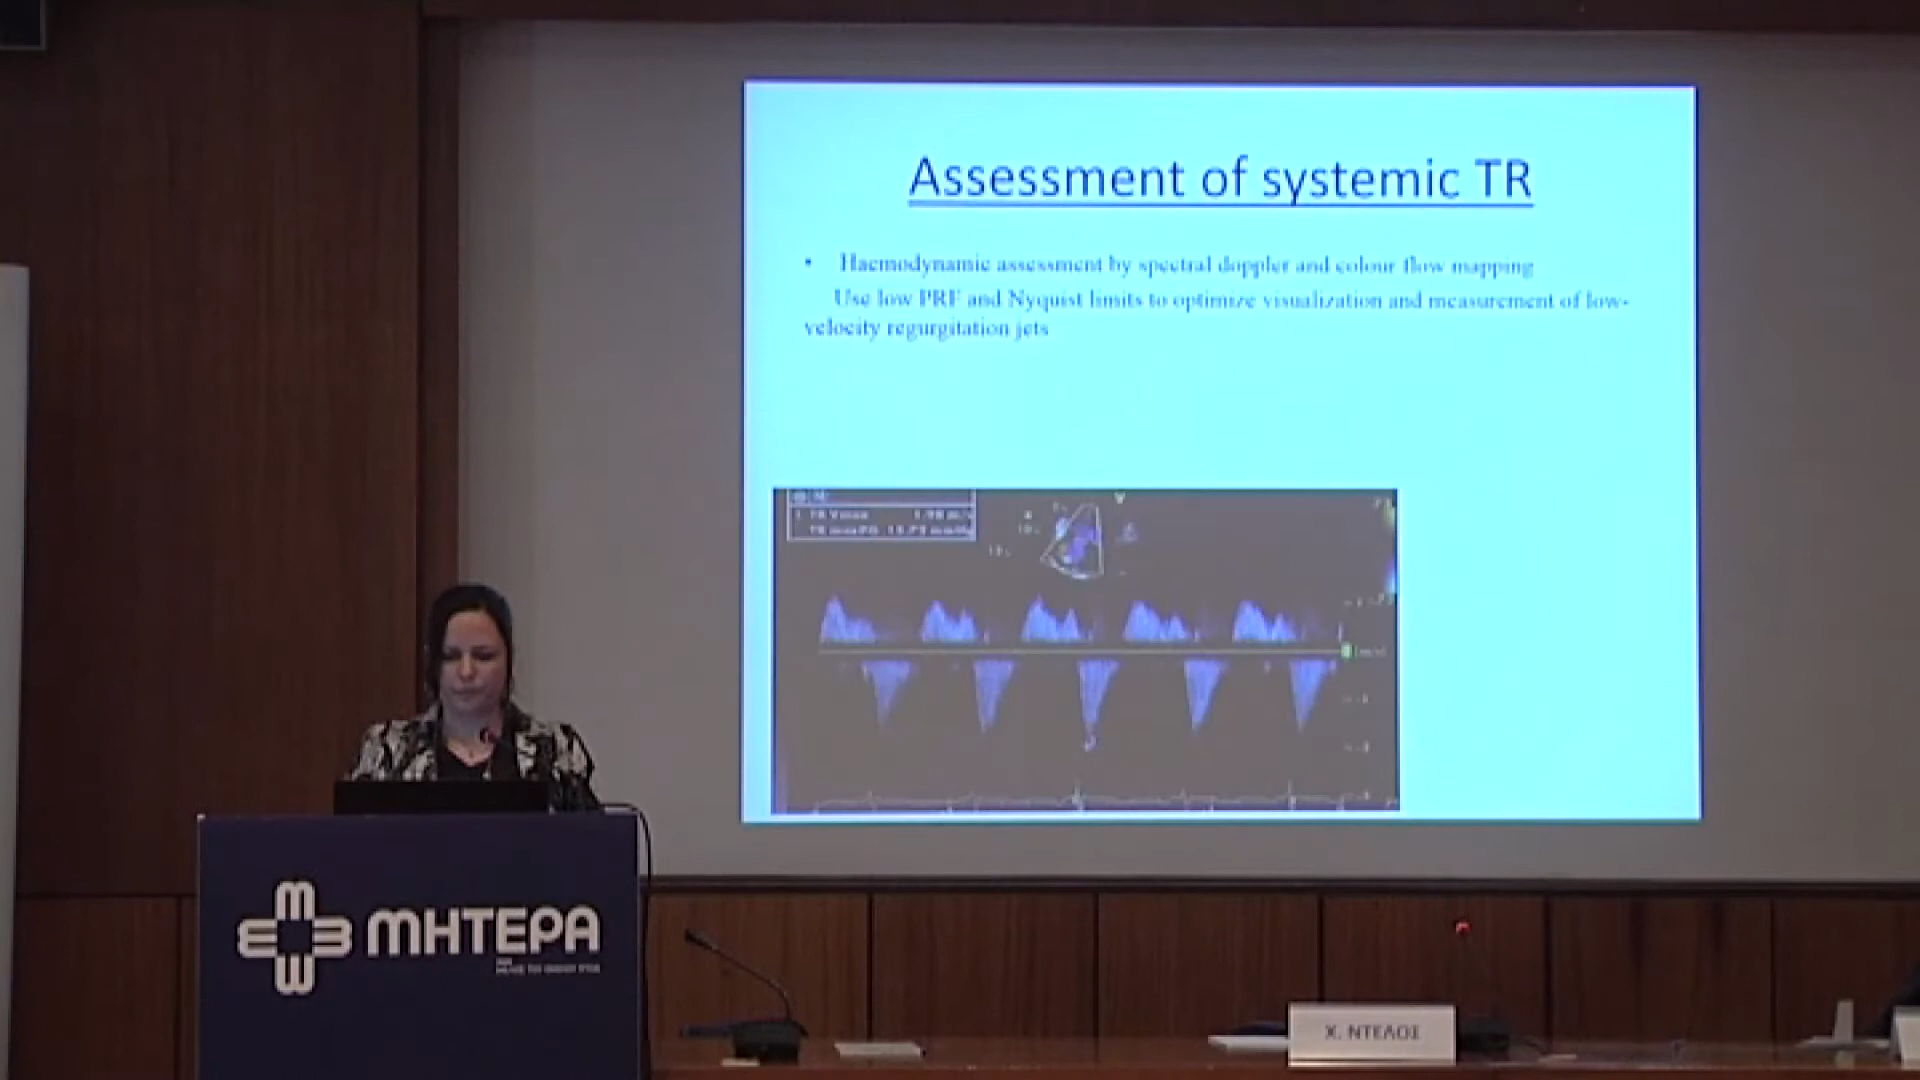 Assessment of systemic TR
• Haemodynamic assessment by spectral doppler and colour flow mapping
Use low PRF and Nyquist limits to optimize visualization and measurement of low-
velocity regurgitation jets
TR Vmax
ΜΗΤΕΡΑ
Χ. ΝΤΕΛΟΣ